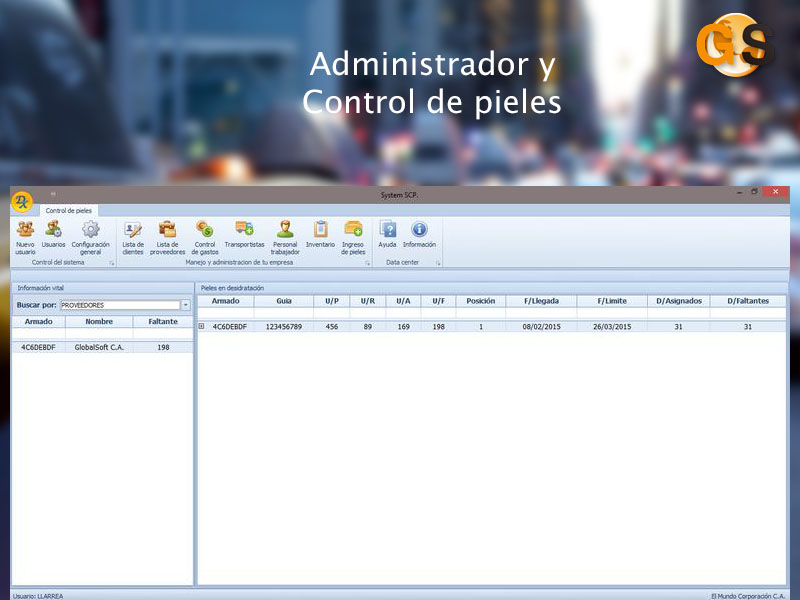 Administrador y
Control de pieles
GS
System SCP.
Control de pieles
Nuevo usuario
Usuarios
Configuración general
Lista de clientes
Lista de proveedores
Control de gastos
Transportistas
Personal trabajador
Inventario
Ingreso de pieles
Ayuda
Información
Control del sistema
Manejo y administracion de tu empresa
Data center
Información vital
Pieles en desidratación
Buscar por: PROVEEDORES
Armado Nombre Faltante
4C6DEBDF GlobalSoft C.A. 198
Armado Guia U/P U/R U/A U/F Posición F/Llegada F/Limite D/Asignados D/Faltantes
4C6DEBDF 123456789 456 89 169 198 1 08/02/2015 26/03/2015 31 31
Usuario: LLARREA
El Mundo Corporación C.A.